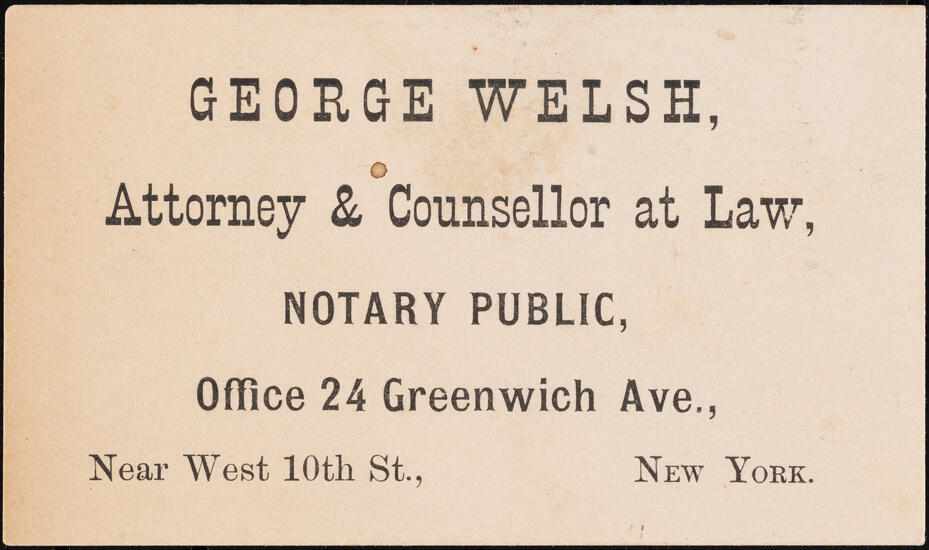 GEORGE WELSH,
Attorney & Counsellor at Law,
NOTARY PUBLIC,
Office 24 Greenwich Ave.,
Near West 10th St., NEW YORK.